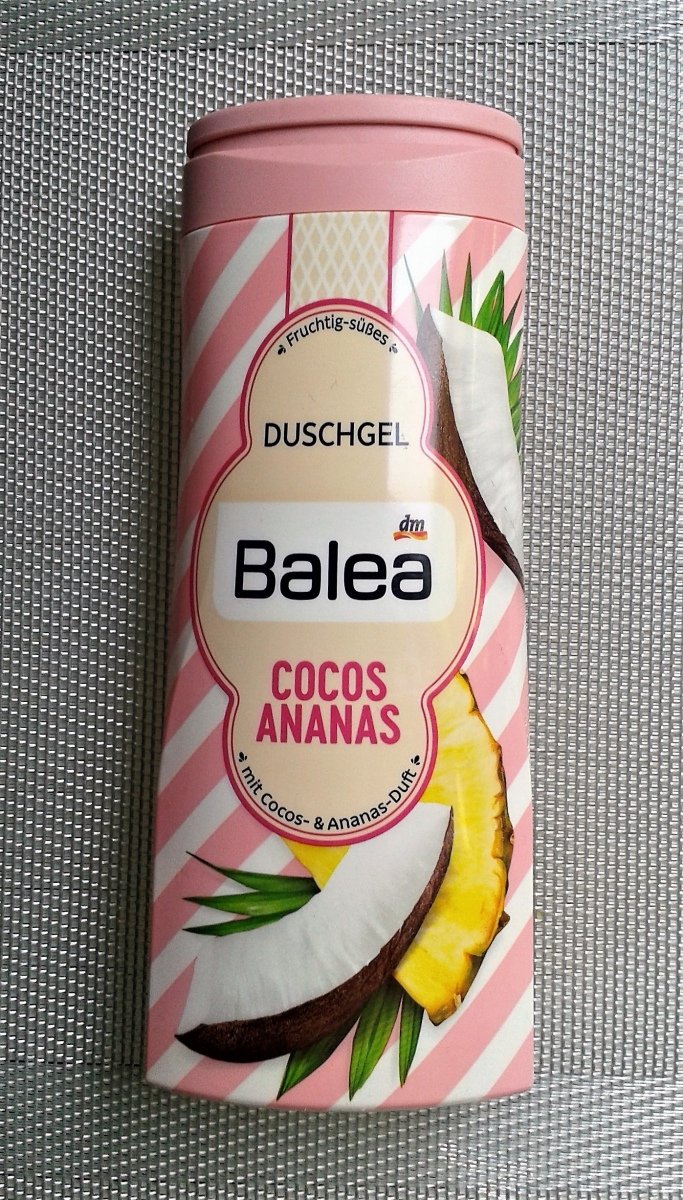 Fruchtig-süßes
DUSCHGEL
dm
Balea
COCOS
ANANAS
mit Cocos- & Ananas-Duft